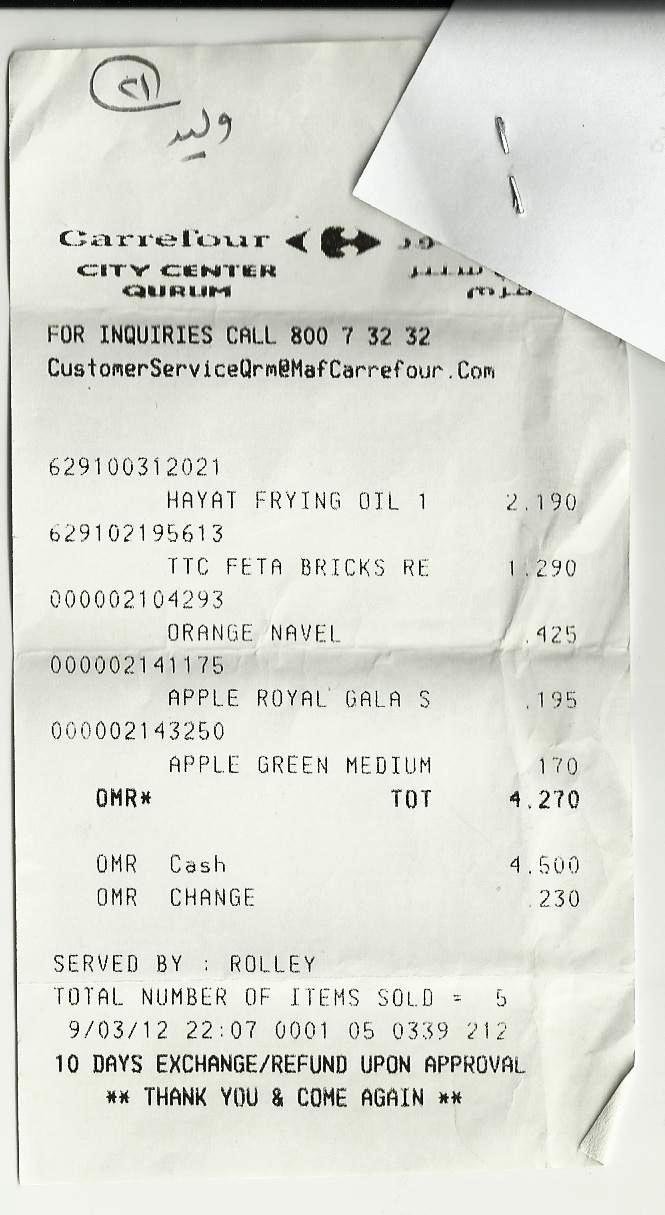 ٢١
وليد
Carrefour ور
CITY CENTER سنتر
QURUM قرم
FOR INQUIRIES CALL 800 7 32 32
CustomerServiceQrm@MafCarrefour.Com
629100312021
HAYAT FRYING OIL 1 2.190
629102195613
TTC FETA BRICKS RE 1.290
000002104293
ORANGE NAVEL .425
000002141175
APPLE ROYAL GALA S .195
000002143250
APPLE GREEN MEDIUM 170
OMR* TOT 4.270
OMR Cash 4.500
OMR CHANGE .230
SERVED BY : ROLLEY
TOTAL NUMBER OF ITEMS SOLD = 5
9/03/12 22:07 0001 05 0339 212
10 DAYS EXCHANGE/REFUND UPON APPROVAL
** THANK YOU & COME AGAIN **